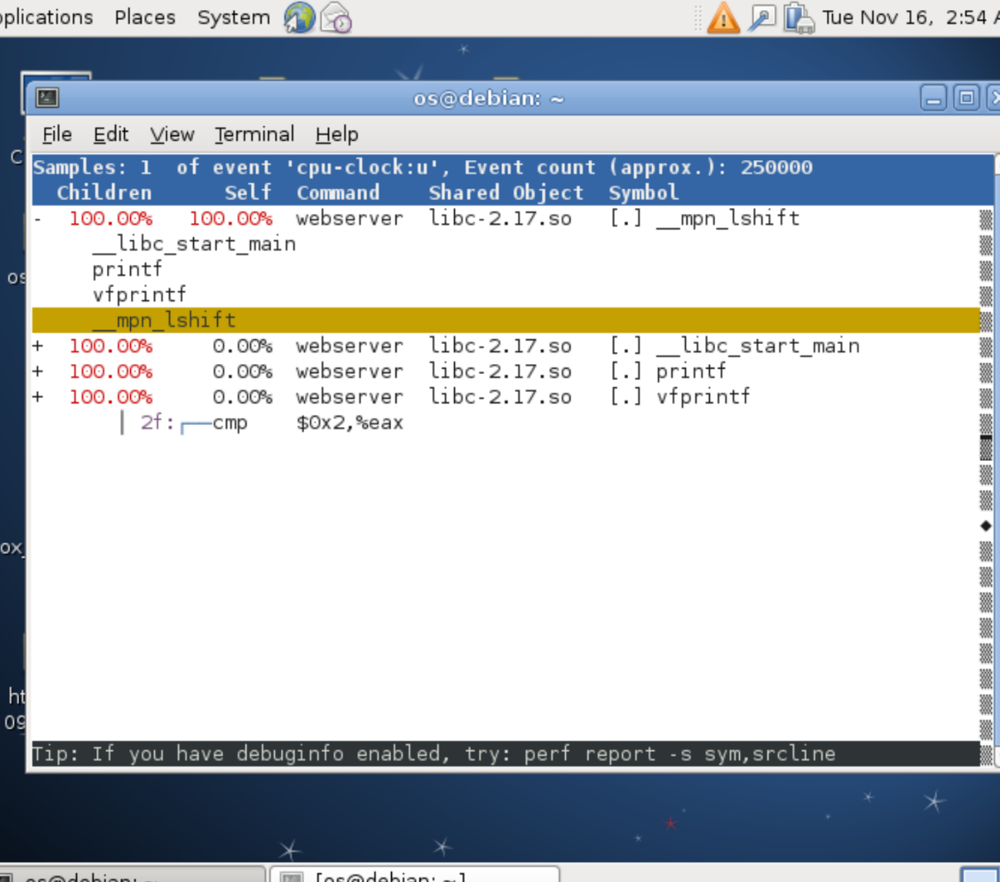 pplications Places System Tue Nov 16, 2:54 A
os@debian: ~
File Edit View Terminal Help
Samples: 1 of event 'cpu-clock:u', Event count (approx.): 250000
Children Self Command Shared Object Symbol
- 100.00% 100.00% webserver libc-2.17.so [.] __mpn_lshift
__libc_start_main
printf
vfprintf
__mpn_lshift
+ 100.00% 0.00% webserver libc-2.17.so [.] __libc_start_main
+ 100.00% 0.00% webserver libc-2.17.so [.] printf
+ 100.00% 0.00% webserver libc-2.17.so [.] vfprintf
│ 2f:┌──cmp $0x2,%eax
Tip: If you have debuginfo enabled, try: perf report -s sym,srcline
C
os
ox_
ht
09
os@debian: ~
[os@debian: ~]